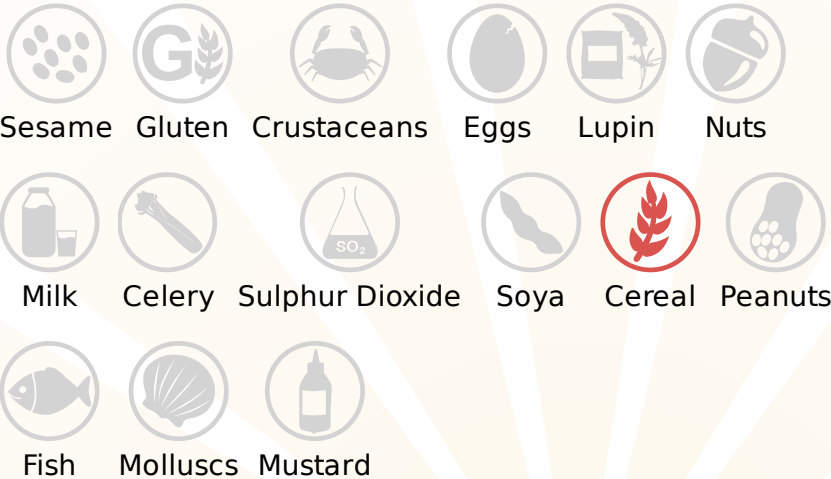 G
Sesame Gluten Crustaceans Eggs Lupin Nuts
SO₂
Milk Celery Sulphur Dioxide Soya Cereal Peanuts
Fish Molluscs Mustard